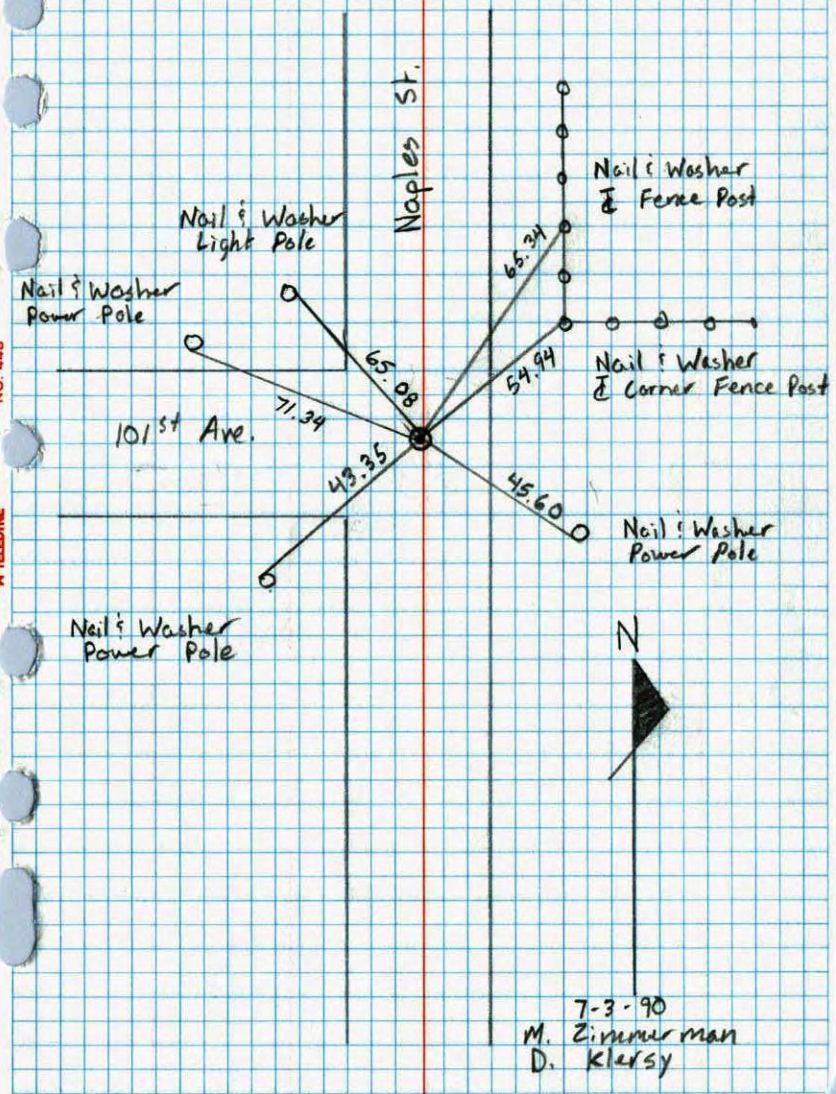 Naples St.
Nail & Washer
℄ Fence Post
Nail & Washer
Light Pole
Nail & Washer
Power Pole
65.34
65.08
71.34
54.94
Nail & Washer
℄ Corner Fence Post
101st Ave.
43.35
45.60
Nail & Washer
Power Pole
Nail & Washer
Power Pole
N
7-3-90
M. Zimmerman
D. Klersy